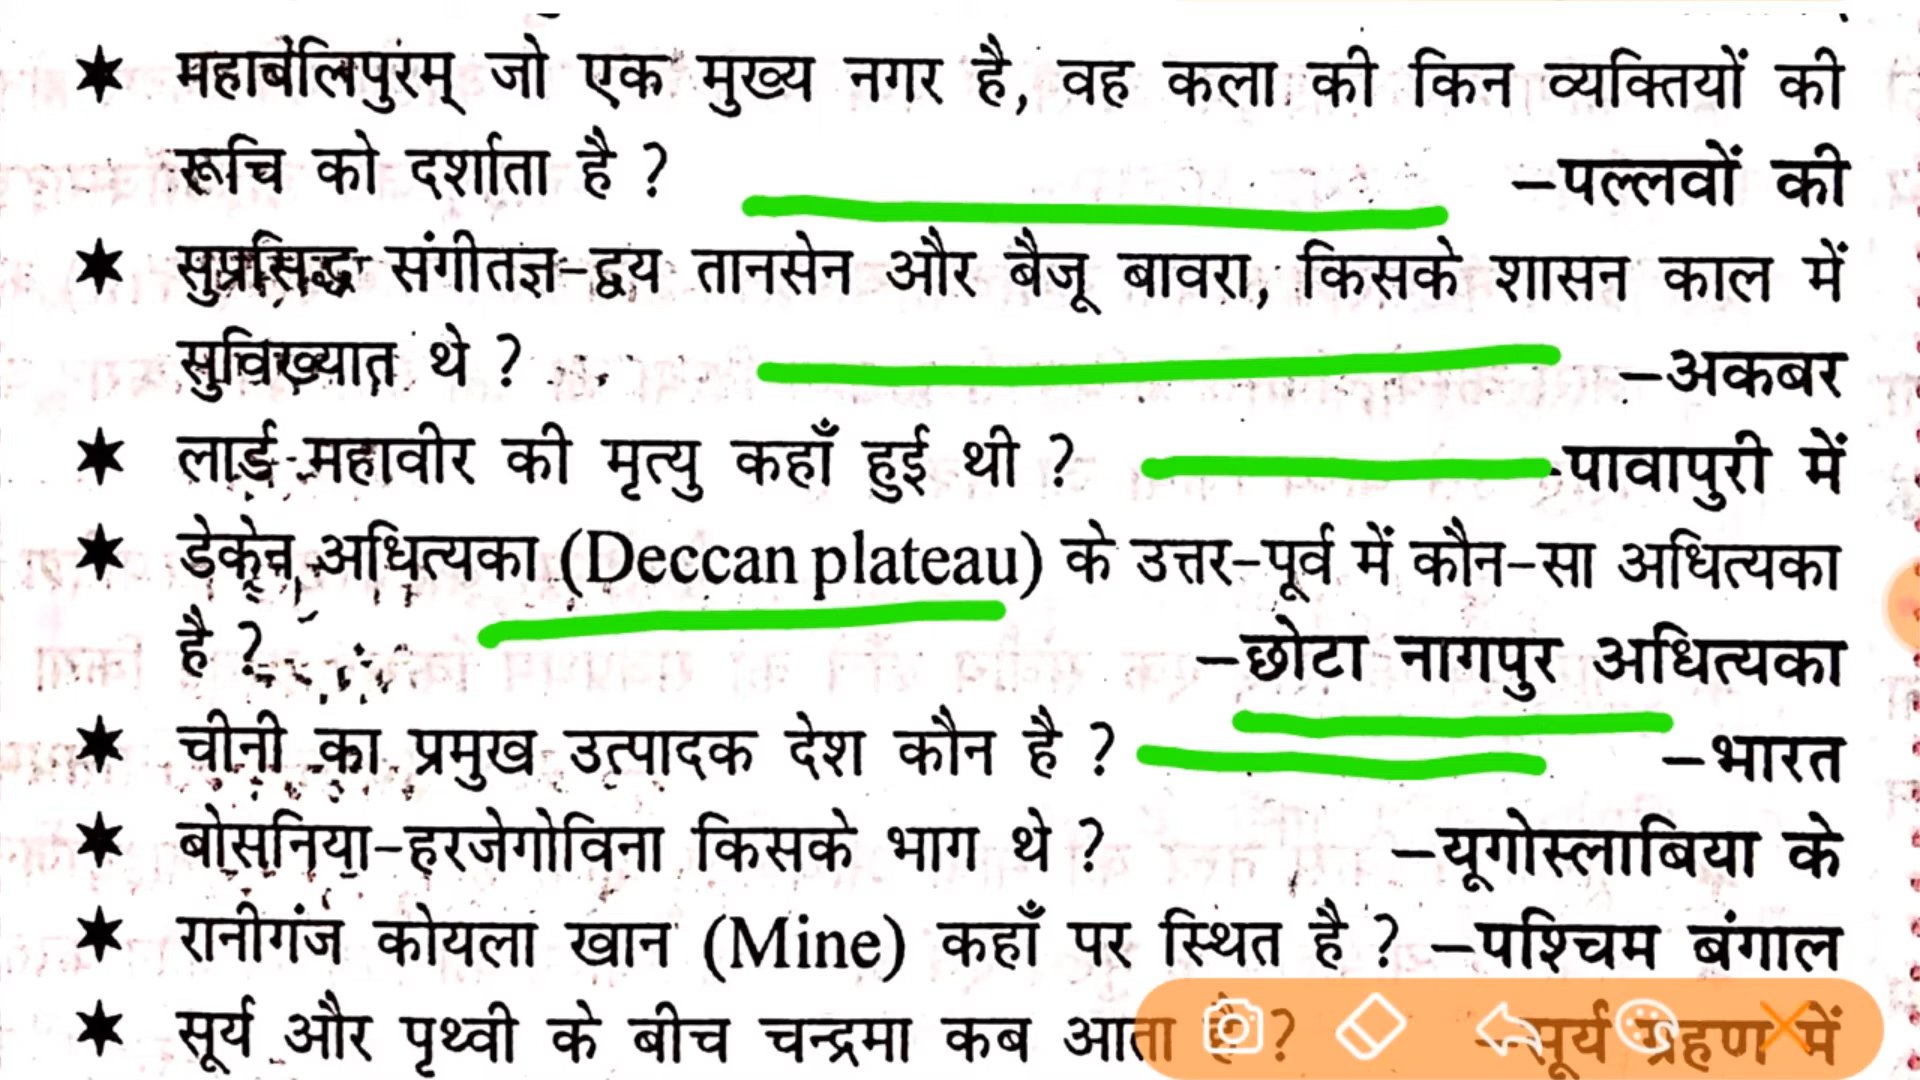 ★ महाबलिपुरम् जो एक मुख्य नगर है, वह कला की किन व्यक्तियों की
रूचि को दर्शाता है ? –पल्लवों की
★ सुप्रसिद्ध संगीतज्ञ-द्वय तानसेन और बैजू बावरा, किसके शासन काल में
सुविख्यात थे ? –अकबर
★ लार्ड महावीर की मृत्यु कहाँ हुई थी ? -पावापुरी में
★ डेकेन अधित्यका (Deccan plateau) के उत्तर-पूर्व में कौन-सा अधित्यका
है ? –छोटा नागपुर अधित्यका
★ चीनी का प्रमुख उत्पादक देश कौन है ? –भारत
★ बोसनिया-हरजेगोविना किसके भाग थे ? –यूगोस्लाबिया के
★ रानीगंज कोयला खान (Mine) कहाँ पर स्थित है ? –पश्चिम बंगाल
★ सूर्य और पृथ्वी के बीच चन्द्रमा कब आता है ? –सूर्य ग्रहण में